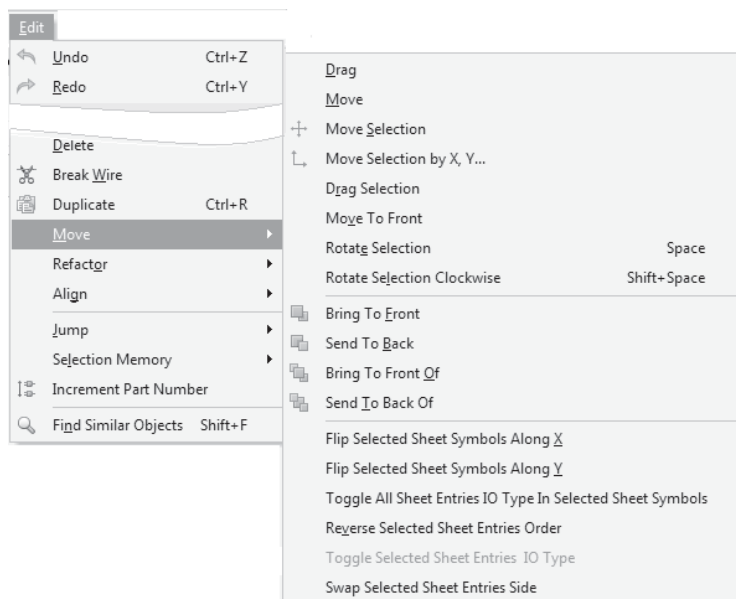 Edit
Undo Ctrl+Z
Redo Ctrl+Y
Delete
Break Wire
Duplicate Ctrl+R
Move
Refactor
Align
Jump
Selection Memory
Increment Part Number
Find Similar Objects Shift+F
Drag
Move
Move Selection
Move Selection by X, Y...
Drag Selection
Move To Front
Rotate Selection Space
Rotate Selection Clockwise Shift+Space
Bring To Front
Send To Back
Bring To Front Of
Send To Back Of
Flip Selected Sheet Symbols Along X
Flip Selected Sheet Symbols Along Y
Toggle All Sheet Entries IO Type In Selected Sheet Symbols
Reverse Selected Sheet Entries Order
Toggle Selected Sheet Entries IO Type
Swap Selected Sheet Entries Side